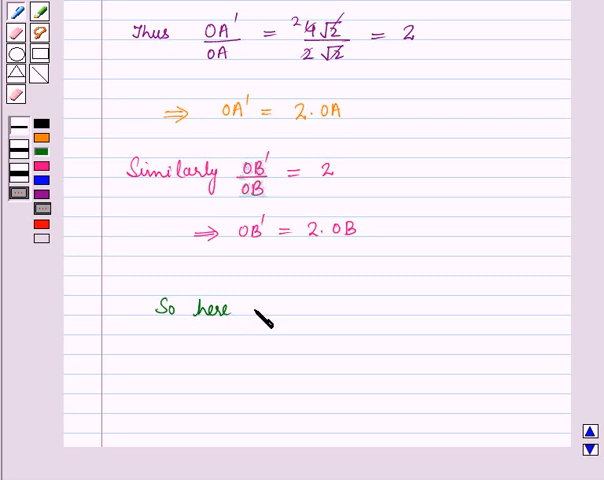 Thus OA' / OA = ²4√2 / 2√2 = 2
⇒ OA' = 2 . OA
Similarly OB' / OB = 2
⇒ OB' = 2 . OB
So here